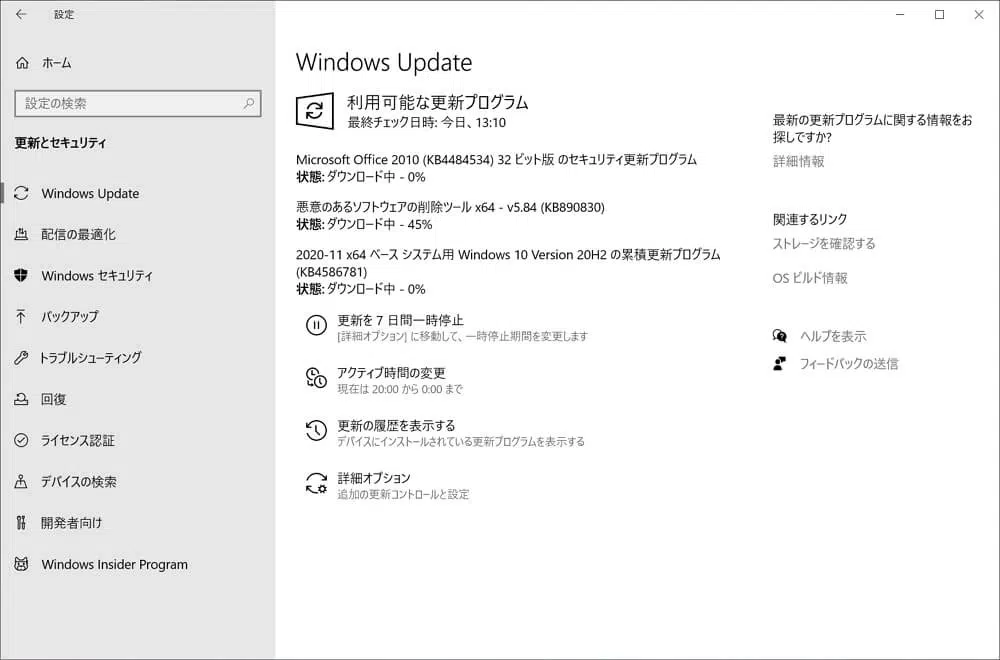 設定
ホーム
設定の検索
更新とセキュリティ
Windows Update
配信の最適化
Windows セキュリティ
バックアップ
トラブルシューティング
回復
ライセンス認証
デバイスの検索
開発者向け
Windows Insider Program
Windows Update
利用可能な更新プログラム
最終チェック日時: 今日、13:10
Microsoft Office 2010 (KB4484534) 32 ビット版 のセキュリティ更新プログラム
状態: ダウンロード中 - 0%
悪意のあるソフトウェアの削除ツール x64 - v5.84 (KB890830)
状態: ダウンロード中 - 45%
2020-11 x64 ベース システム用 Windows 10 Version 20H2 の累積更新プログラム
(KB4586781)
状態: ダウンロード中 - 0%
更新を 7 日間一時停止
[詳細オプション] に移動して、一時停止期間を変更します
アクティブ時間の変更
現在は 20:00 から 0:00 まで
更新の履歴を表示する
デバイスにインストールされている更新プログラムを表示する
詳細オプション
追加の更新コントロールと設定
最新の更新プログラムに関する情報をお
探しですか?
詳細情報
関連するリンク
ストレージを確認する
OS ビルド情報
ヘルプを表示
フィードバックの送信